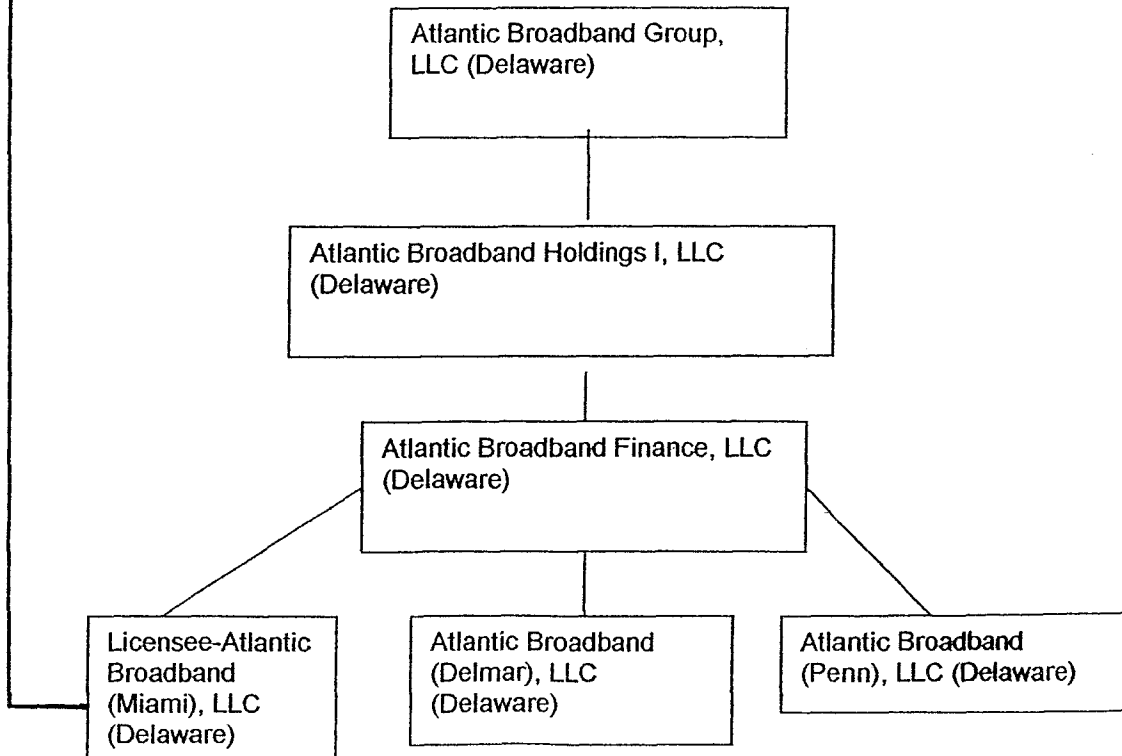 Atlantic Broadband Group,
LLC (Delaware)
Atlantic Broadband Holdings I, LLC
(Delaware)
Atlantic Broadband Finance, LLC
(Delaware)
Licensee-Atlantic
Broadband
(Miami), LLC
(Delaware)
Atlantic Broadband
(Delmar), LLC
(Delaware)
Atlantic Broadband
(Penn), LLC (Delaware)